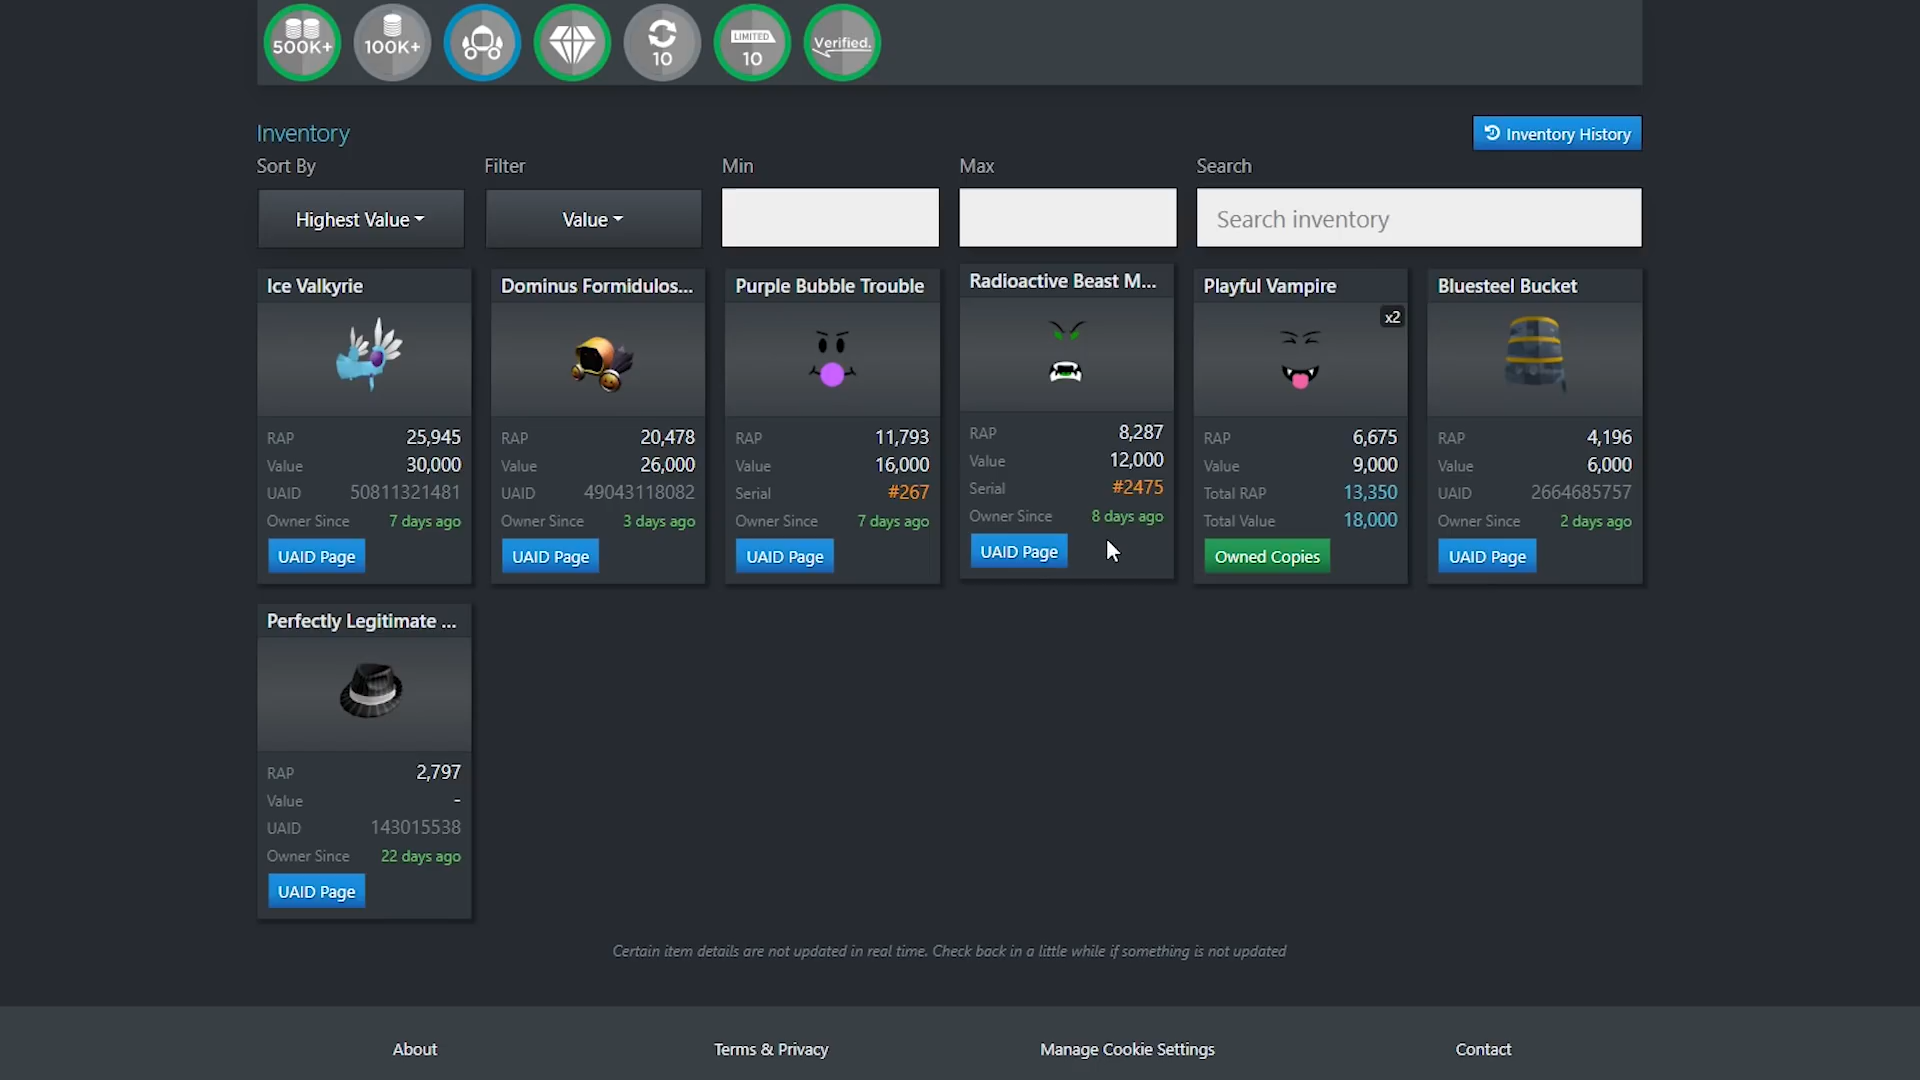 500K+ 100K+ 10 LIMITED 10 Verified.
Inventory
Inventory History
Sort By Filter Min Max Search
Highest Value Value Search inventory
Ice Valkyrie
RAP 25,945
Value 30,000
UAID 50811321481
Owner Since 7 days ago
UAID Page
Dominus Formidulos...
RAP 20,478
Value 26,000
UAID 49043118082
Owner Since 3 days ago
UAID Page
Purple Bubble Trouble
RAP 11,793
Value 16,000
Serial #267
Owner Since 7 days ago
UAID Page
Radioactive Beast M...
RAP 8,287
Value 12,000
Serial #2475
Owner Since 8 days ago
UAID Page
Playful Vampire
x2
RAP 6,675
Value 9,000
Total RAP 13,350
Total Value 18,000
Owned Copies
Bluesteel Bucket
RAP 4,196
Value 6,000
UAID 2664685757
Owner Since 2 days ago
UAID Page
Perfectly Legitimate ...
RAP 2,797
Value -
UAID 143015538
Owner Since 22 days ago
UAID Page
Certain item details are not updated in real time. Check back in a little while if something is not updated
About Terms & Privacy Manage Cookie Settings Contact